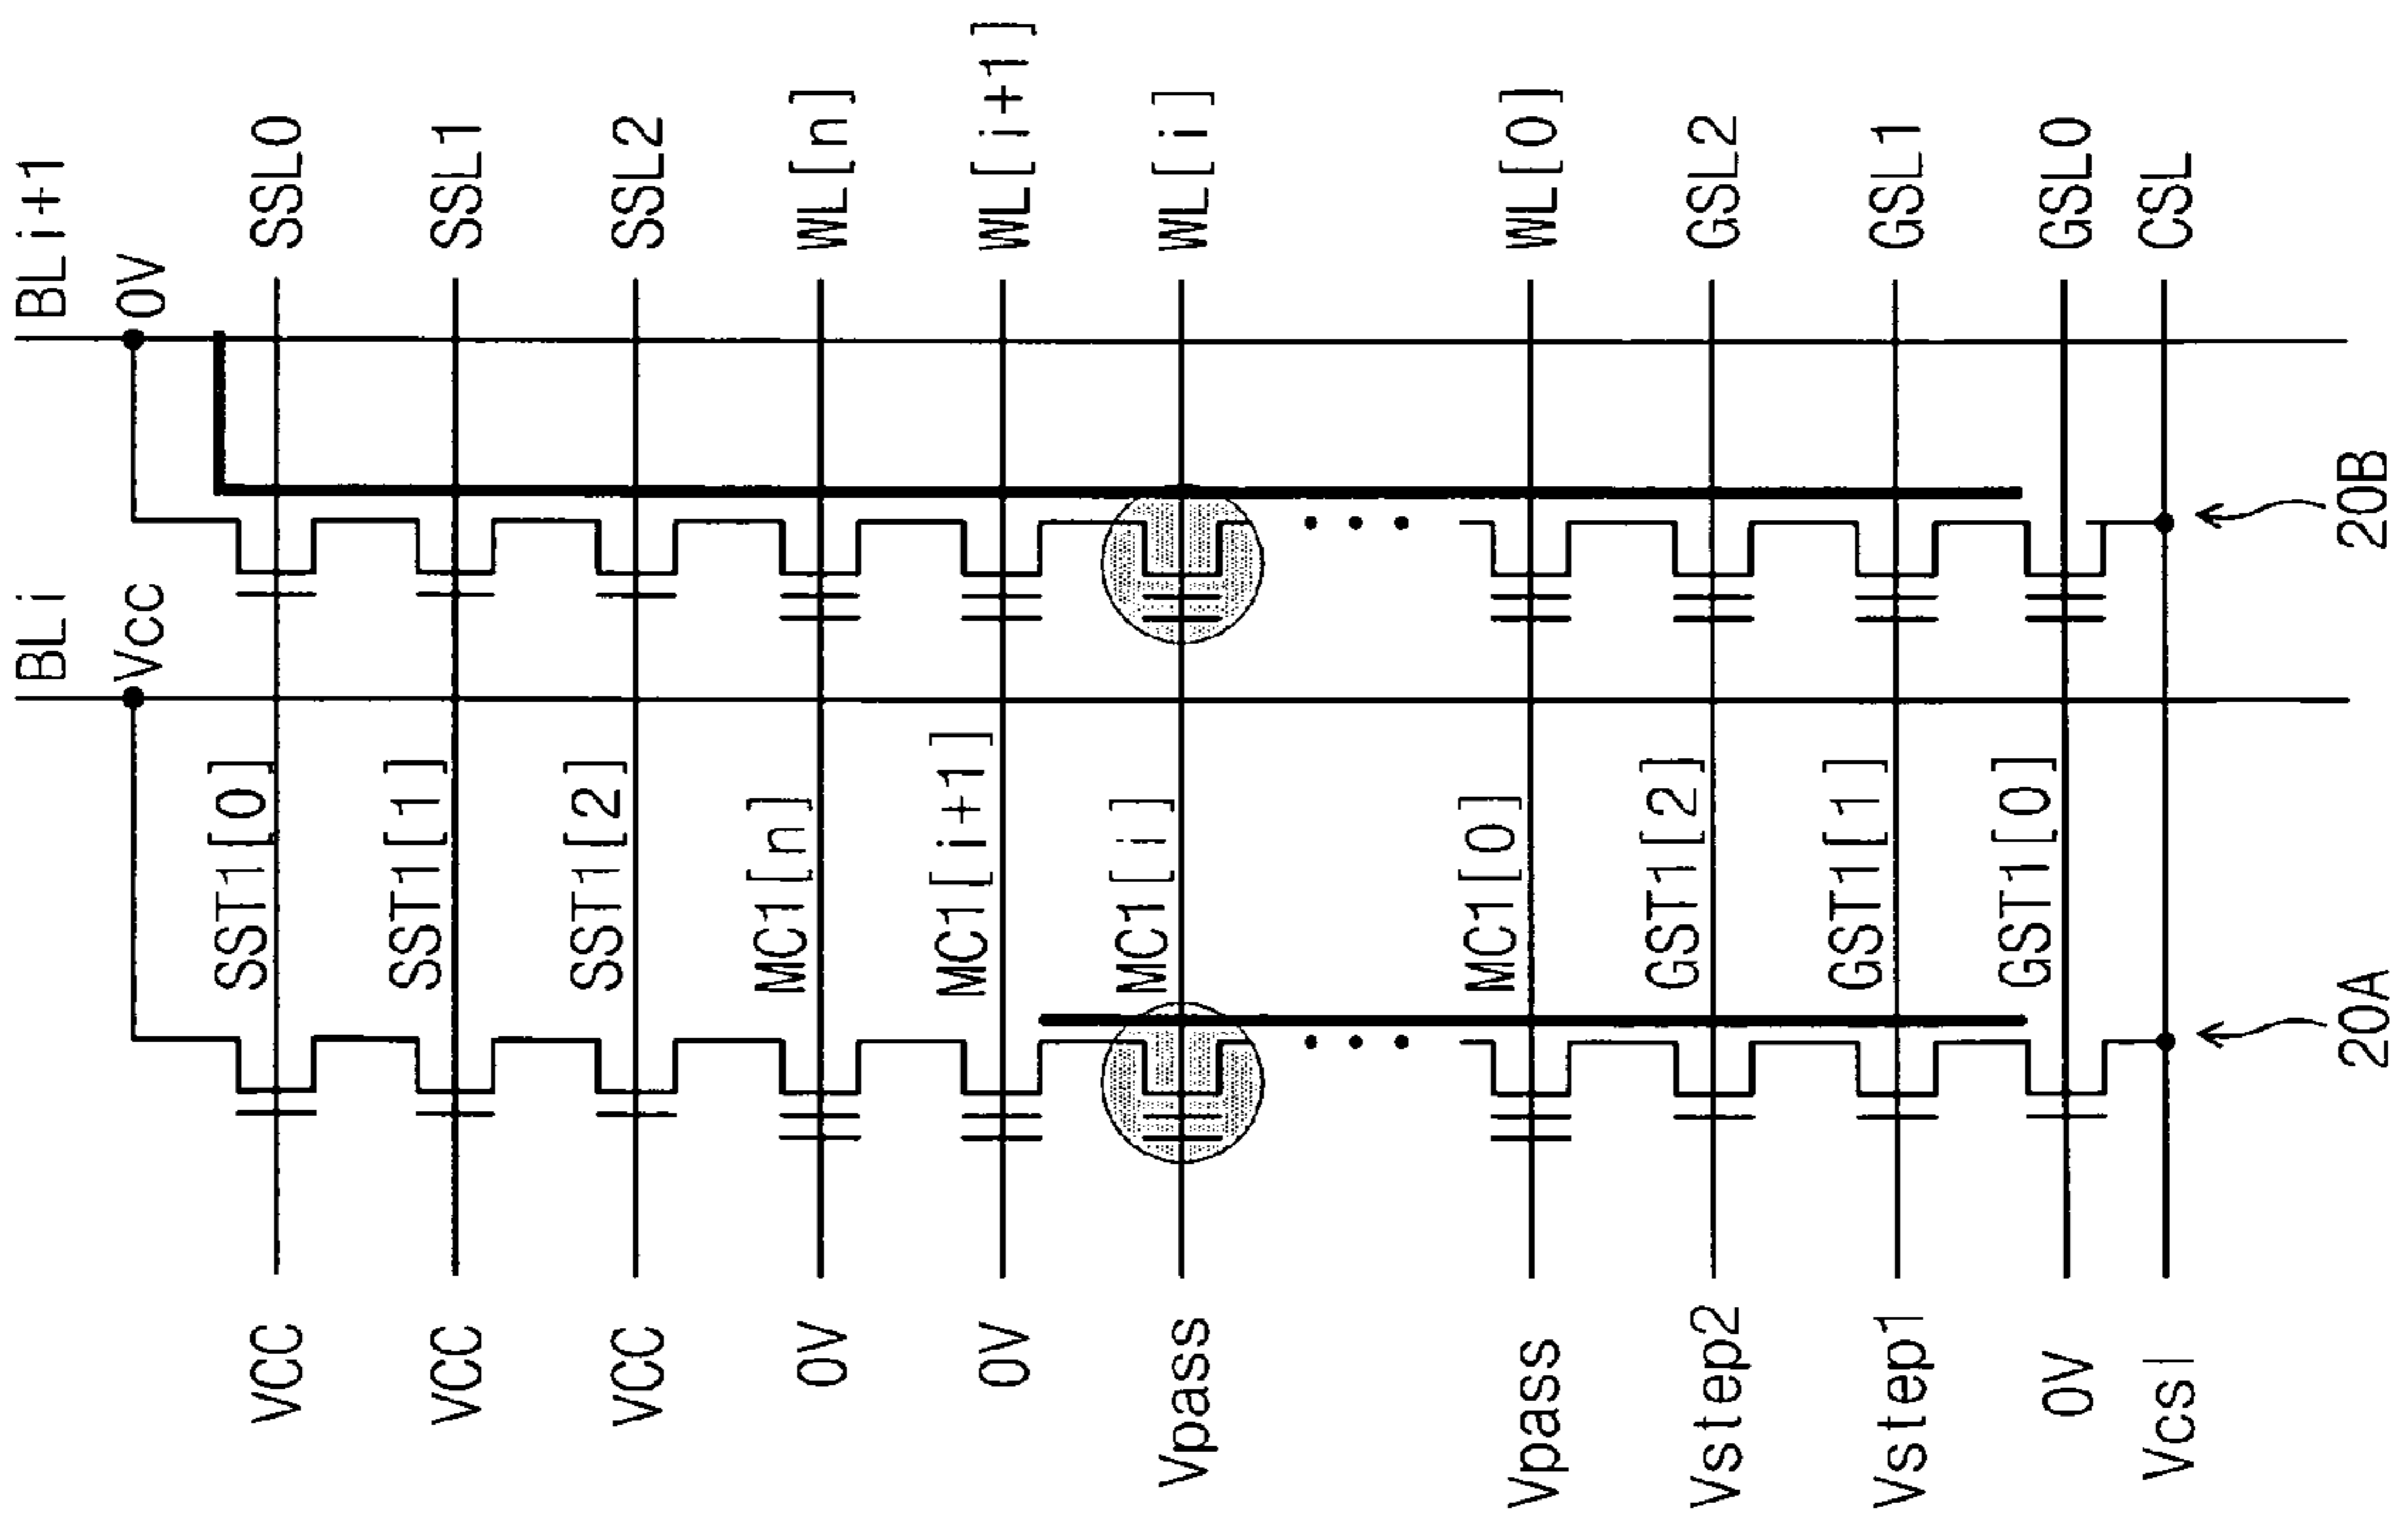 BLi
BLi+1
Vcc
0V
VCC
SST1[0]
SSL0
VCC
SST1[1]
SSL1
VCC
SST1[2]
SSL2
0V
MC1[n]
WL[n]
0V
MC1[i+1]
WL[i+1]
Vpass
MC1[i]
WL[i]
Vpass
MC1[0]
WL[0]
Vstep2
GST1[2]
GSL2
Vstep1
GST1[1]
GSL1
0V
GST1[0]
GSL0
Vcsl
CSL
20A
20B